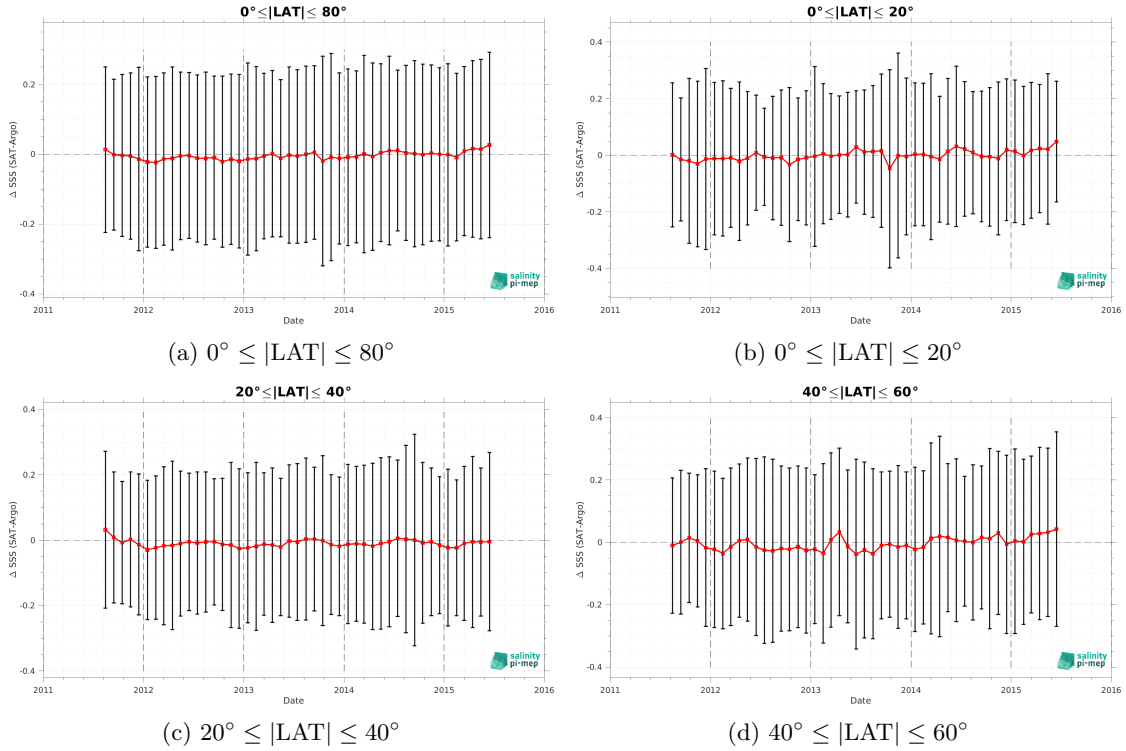 0°≤|LAT|≤ 80°
Δ SSS (SAT-Argo)
0.2
0
-0.2
-0.4
2011 2012 2013 2014 2015 2016
Date
salinity
pi-mep
(a) 0° ≤ |LAT| ≤ 80°
0°≤|LAT|≤ 20°
Δ SSS (SAT-Argo)
0.4
0.2
0
-0.2
-0.4
2011 2012 2013 2014 2015 2016
Date
salinity
pi-mep
(b) 0° ≤ |LAT| ≤ 20°
20°≤|LAT|≤ 40°
Δ SSS (SAT-Argo)
0.4
0.2
0
-0.2
-0.4
2011 2012 2013 2014 2015 2016
Date
salinity
pi-mep
(c) 20° ≤ |LAT| ≤ 40°
40°≤|LAT|≤ 60°
Δ SSS (SAT-Argo)
0.4
0.2
0
-0.2
-0.4
2011 2012 2013 2014 2015 2016
Date
salinity
pi-mep
(d) 40° ≤ |LAT| ≤ 60°